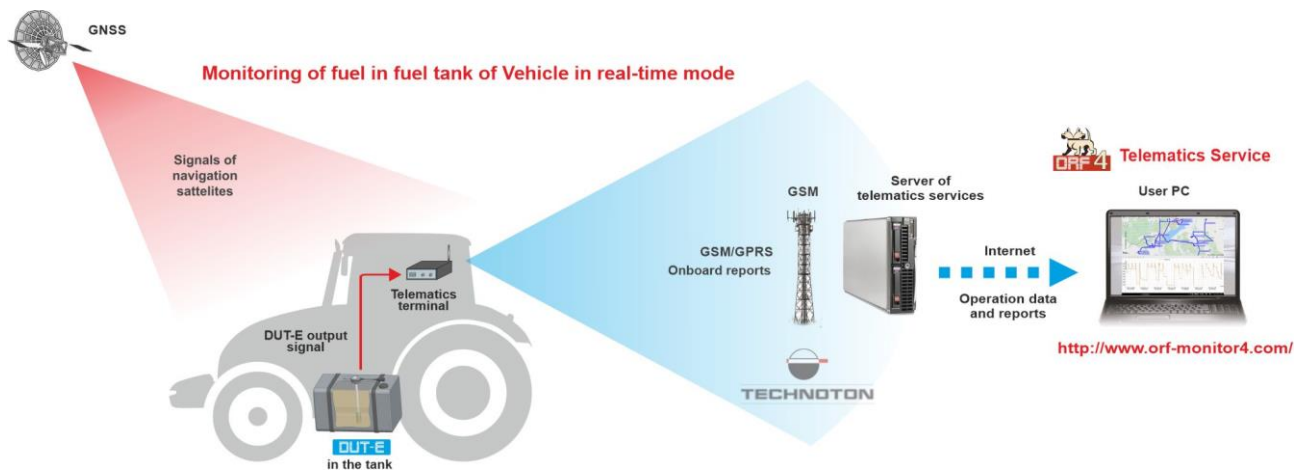 GNSS
Monitoring of fuel in fuel tank of Vehicle in real-time mode
Signals of
navigation
sattelites
Telematics
terminal
DUT-E output
signal
DUT-E
in the tank
GSM
GSM/GPRS
Onboard reports
TECHNOTON
Server of
telematics services
Internet
Operation data
and reports
ORF 4
Telematics Service
User PC
http://www.orf-monitor4.com/